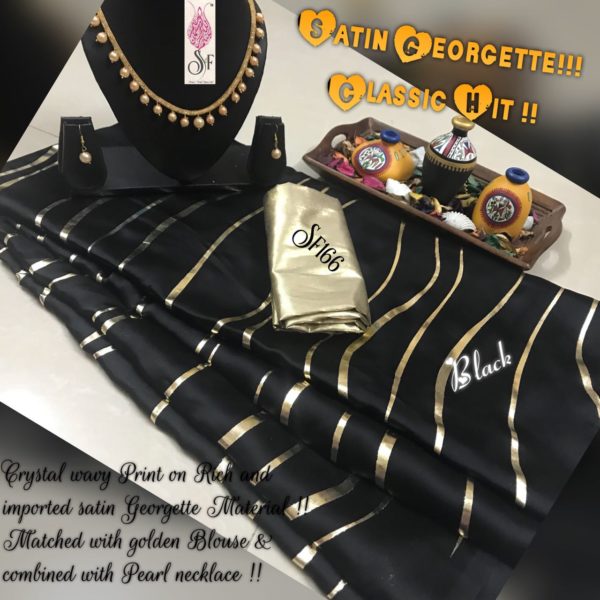 Satin Georgette!!!
Classic Hit !!
SF
SF166
Black
Crystal wavy Print on Rich and
imported satin Georgette Material !!
Matched with golden Blouse &
combined with Pearl necklace !!